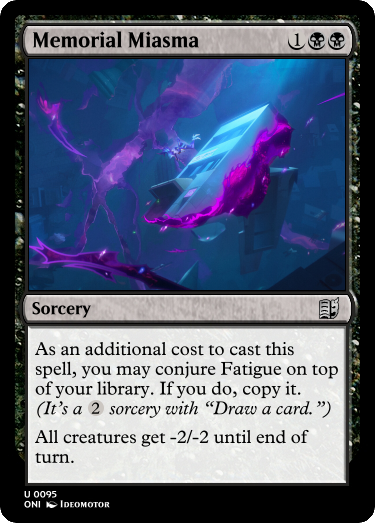 Memorial Miasma 1
Sorcery
As an additional cost to cast this
spell, you may conjure Fatigue on top
of your library. If you do, copy it.
(It's a 2 sorcery with “Draw a card.”)
All creatures get -2/-2 until end of
turn.
U 0095
ONI IDEOMOTOR